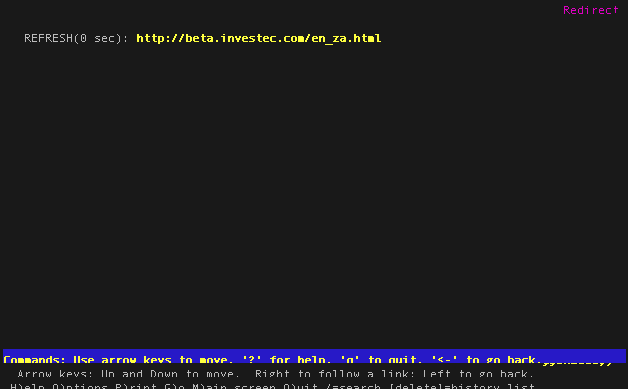 Redirect
REFRESH(0 sec): http://beta.investec.com/en_za.html
Commands: Use arrow keys to move, '?' for help, 'q' to quit, '<-' to go back.
Arrow keys: Up and Down to move. Right to follow a link; Left to go back.
H)elp O)ptions P)rint G)o M)ain screen Q)uit /=search [delete]=history list